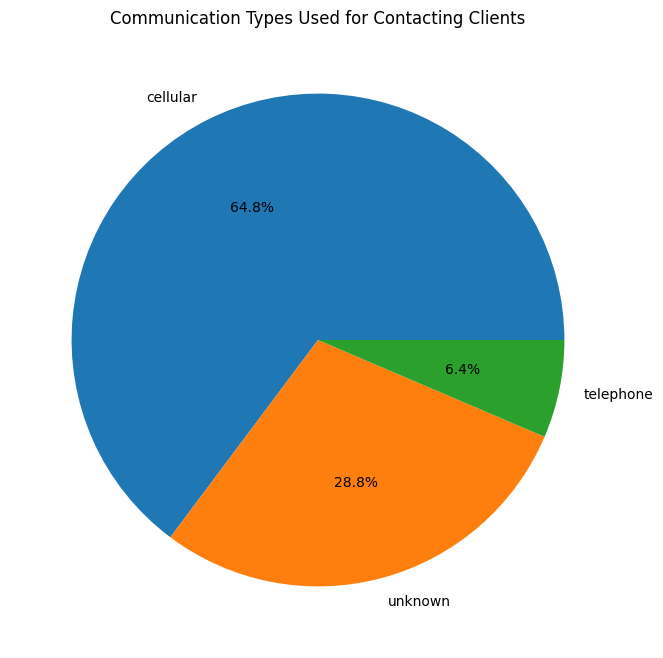 Communication Types Used for Contacting Clients
cellular
64.8%
6.4%
telephone
28.8%
unknown